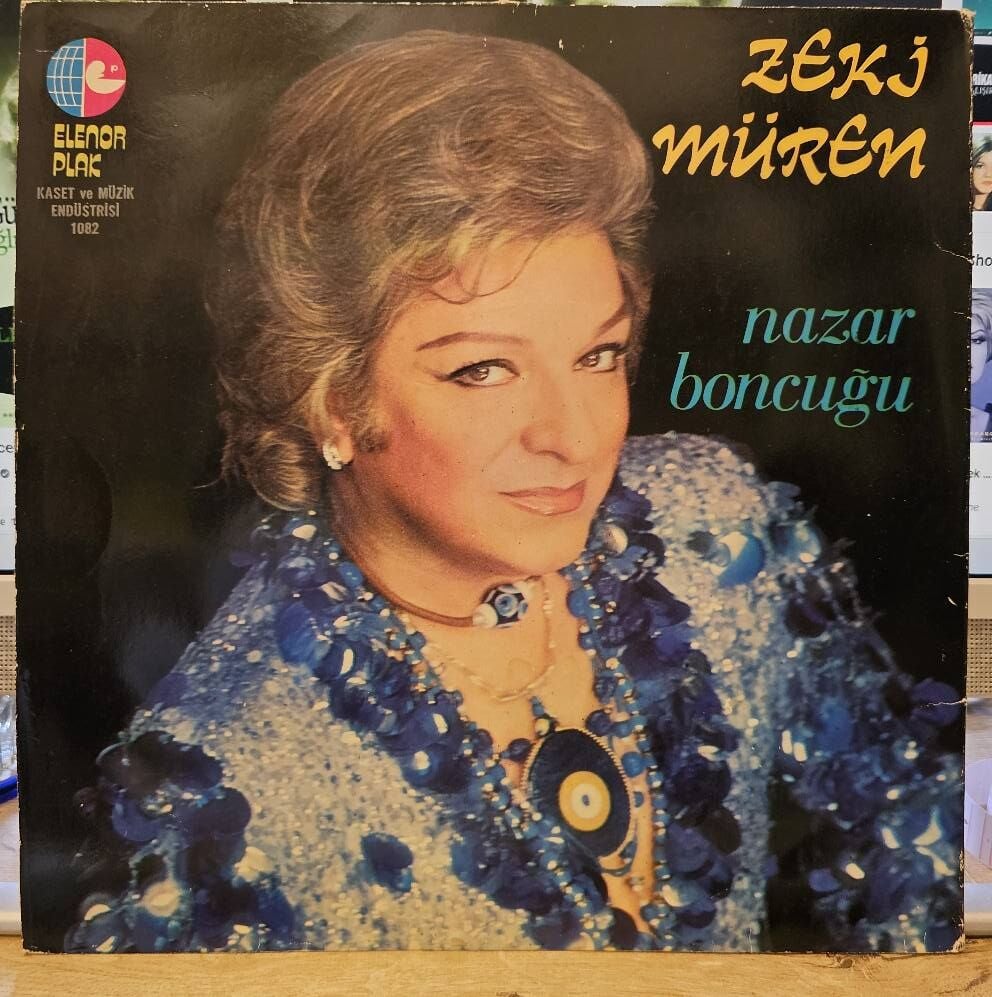 ELENOR
PLAK
KASET ve MÜZİK
ENDÜSTRİSİ
1082
ZEKİ
MÜREN
nazar
boncuğu